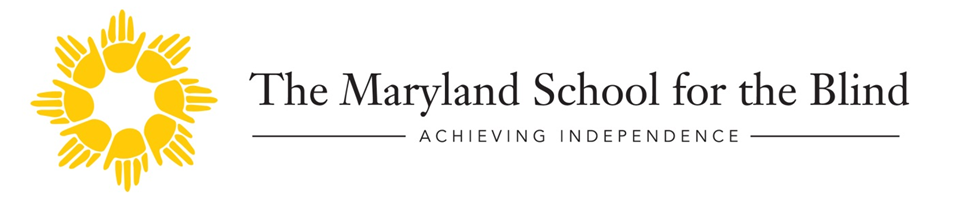 The Maryland School for the Blind
ACHIEVING INDEPENDENCE